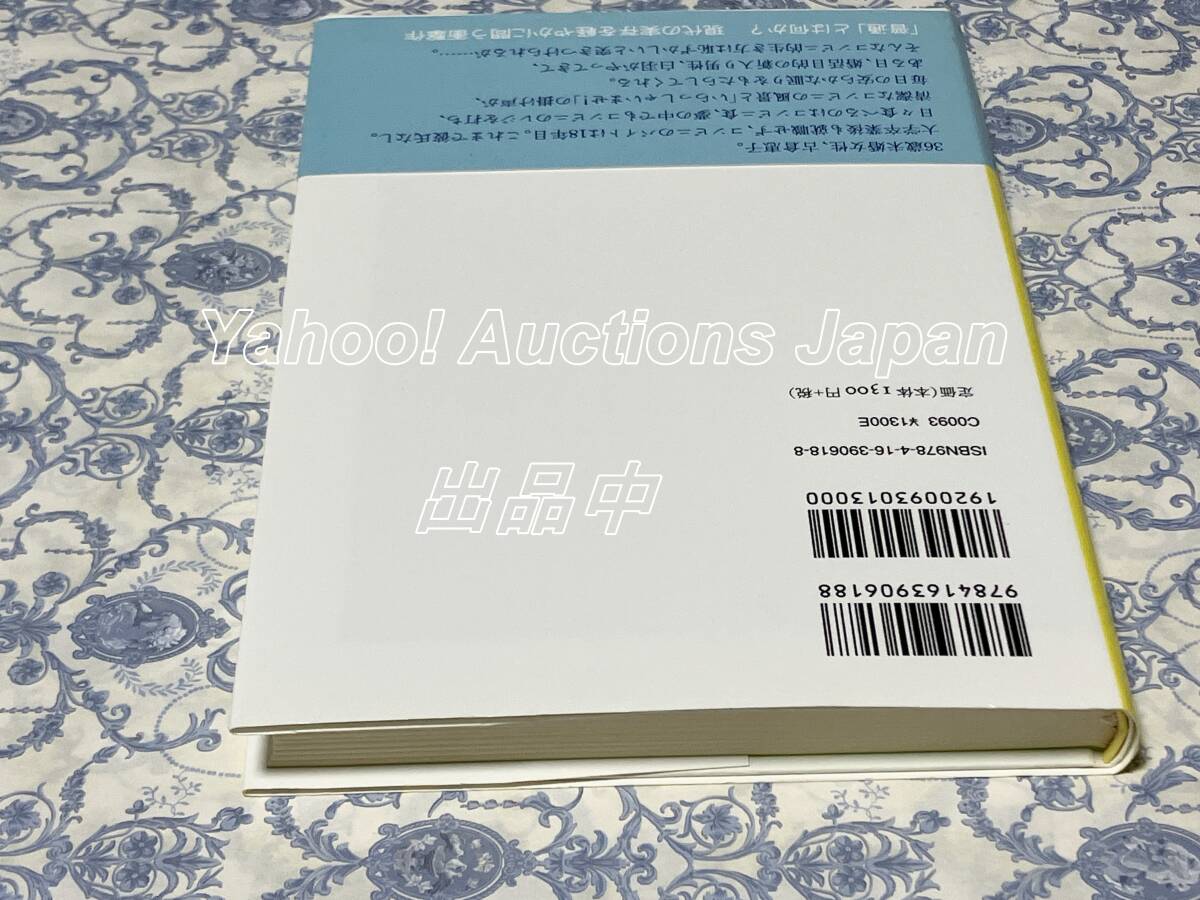 36歳未婚女性、古倉恵子。
大学卒業後も就職せず、コンビニのバイトは18年目。これまで彼氏なし。
日々食べるのはコンビニ食、夢の中でもコンビニのレジを打ち、
清潔なコンビニの風景と「いらっしゃいませ!」の掛け声が、
毎日の安らかな眠りをもたらしてくれる。
ある日、婚活目的の新入り男性、白羽がやってきて、
そんなコンビニ的生き方は恥ずかしいと突きつけられるが……。
「普通」とは何か? 現代の実存を軽やかに問う衝撃作
Yahoo! Auctions Japan
出品中
9784163906188
1920093013000
ISBN978-4-16-390618-8
C0093 ¥1300E
定価(本体1300円+税)